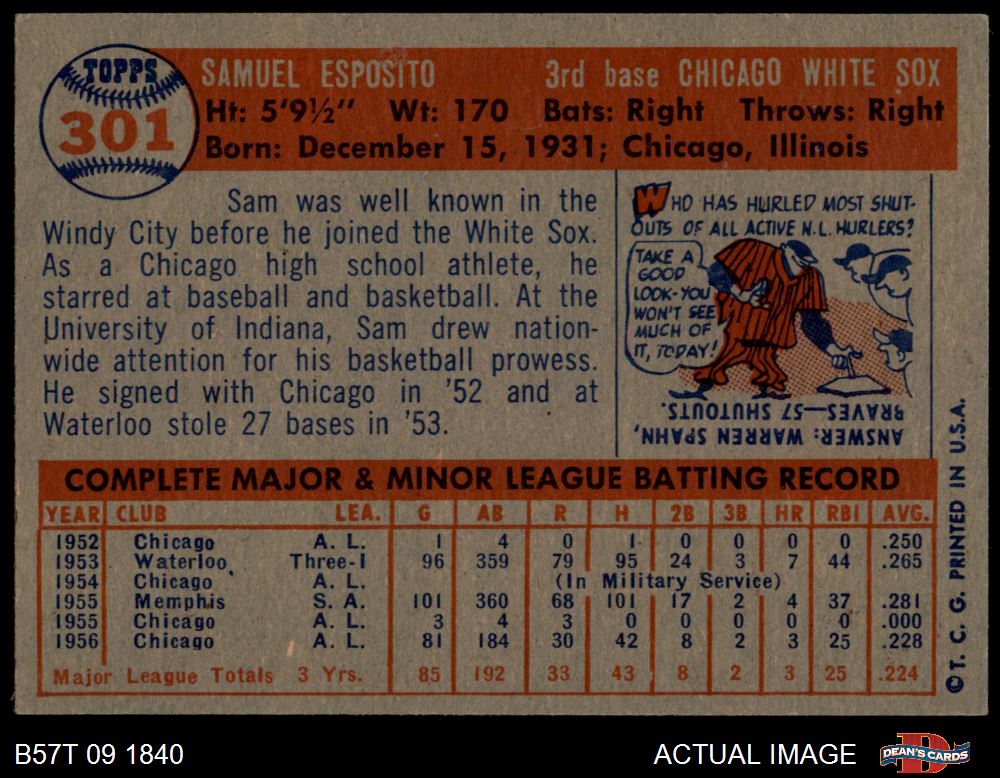 TOPPS
301
SAMUEL ESPOSITO 3rd base CHICAGO WHITE SOX
Ht: 5'9½" Wt: 170 Bats: Right Throws: Right
Born: December 15, 1931; Chicago, Illinois
Sam was well known in the
Windy City before he joined the White Sox.
As a Chicago high school athlete, he
starred at baseball and basketball. At the
University of Indiana, Sam drew nation-
wide attention for his basketball prowess.
He signed with Chicago in '52 and at
Waterloo stole 27 bases in '53.
WHO HAS HURLED MOST SHUT-
OUTS OF ALL ACTIVE N.L. HURLERS?
TAKE A
GOOD
LOOK-YOU
WON'T SEE
MUCH OF
IT, TODAY!
ANSWER: WARREN SPAHN,
BRAVES—57 SHUTOUTS.
COMPLETE MAJOR & MINOR LEAGUE BATTING RECORD
YEAR CLUB LEA. G AB R H 2B 3B HR RBI AVG.
1952 Chicago A. L. 1 4 0 1 0 0 0 0 .250
1953 Waterloo Three-I 96 359 79 95 24 3 7 44 .265
1954 Chicago A. L. (In Military Service)
1955 Memphis S. A. 101 360 68 101 17 2 4 37 .281
1955 Chicago A. L. 3 4 3 0 0 0 0 0 .000
1956 Chicago A. L. 81 184 30 42 8 2 3 25 .228
Major League Totals 3 Yrs. 85 192 33 43 8 2 3 25 .224
©T. C. G. PRINTED IN U.S.A.
B57T 09 1840
ACTUAL IMAGE
D
DEAN'S CARDS